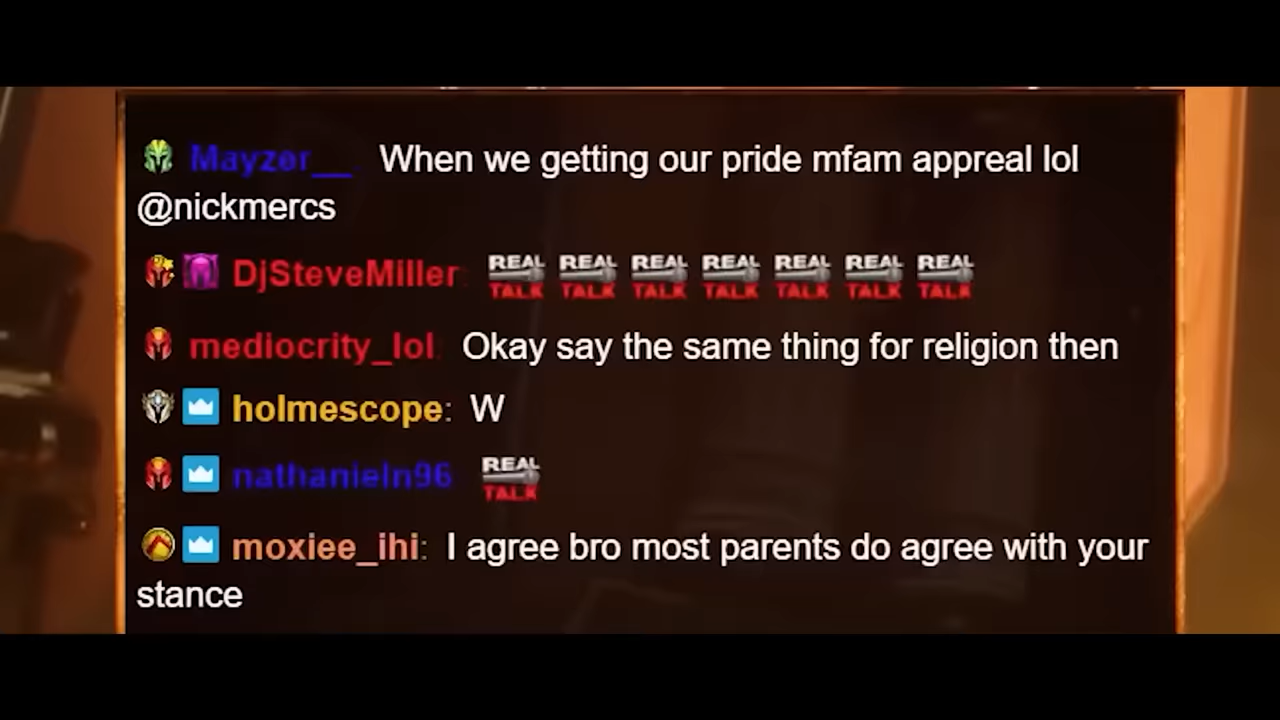 Mayzer__ When we getting our pride mfam appreal lol
@nickmercs
DjSteveMiller: REAL TALK REAL TALK REAL TALK REAL TALK REAL TALK REAL TALK REAL TALK
mediocrity_lol: Okay say the same thing for religion then
holmescope: W
nathanieln96 REAL TALK
moxiee_ihi: I agree bro most parents do agree with your
stance